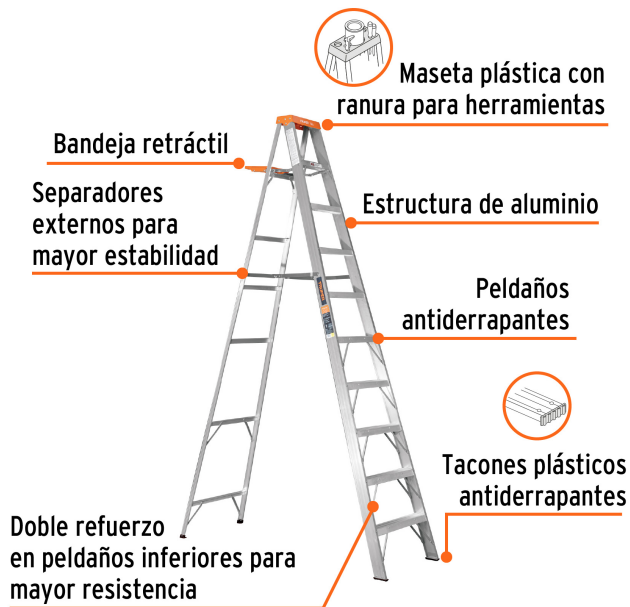 Maseta plástica con
ranura para herramientas
Bandeja retráctil
Separadores
externos para
mayor estabilidad
Estructura de aluminio
Peldaños
antiderrapantes
Tacones plásticos
antiderrapantes
Doble refuerzo
en peldaños inferiores para
mayor resistencia